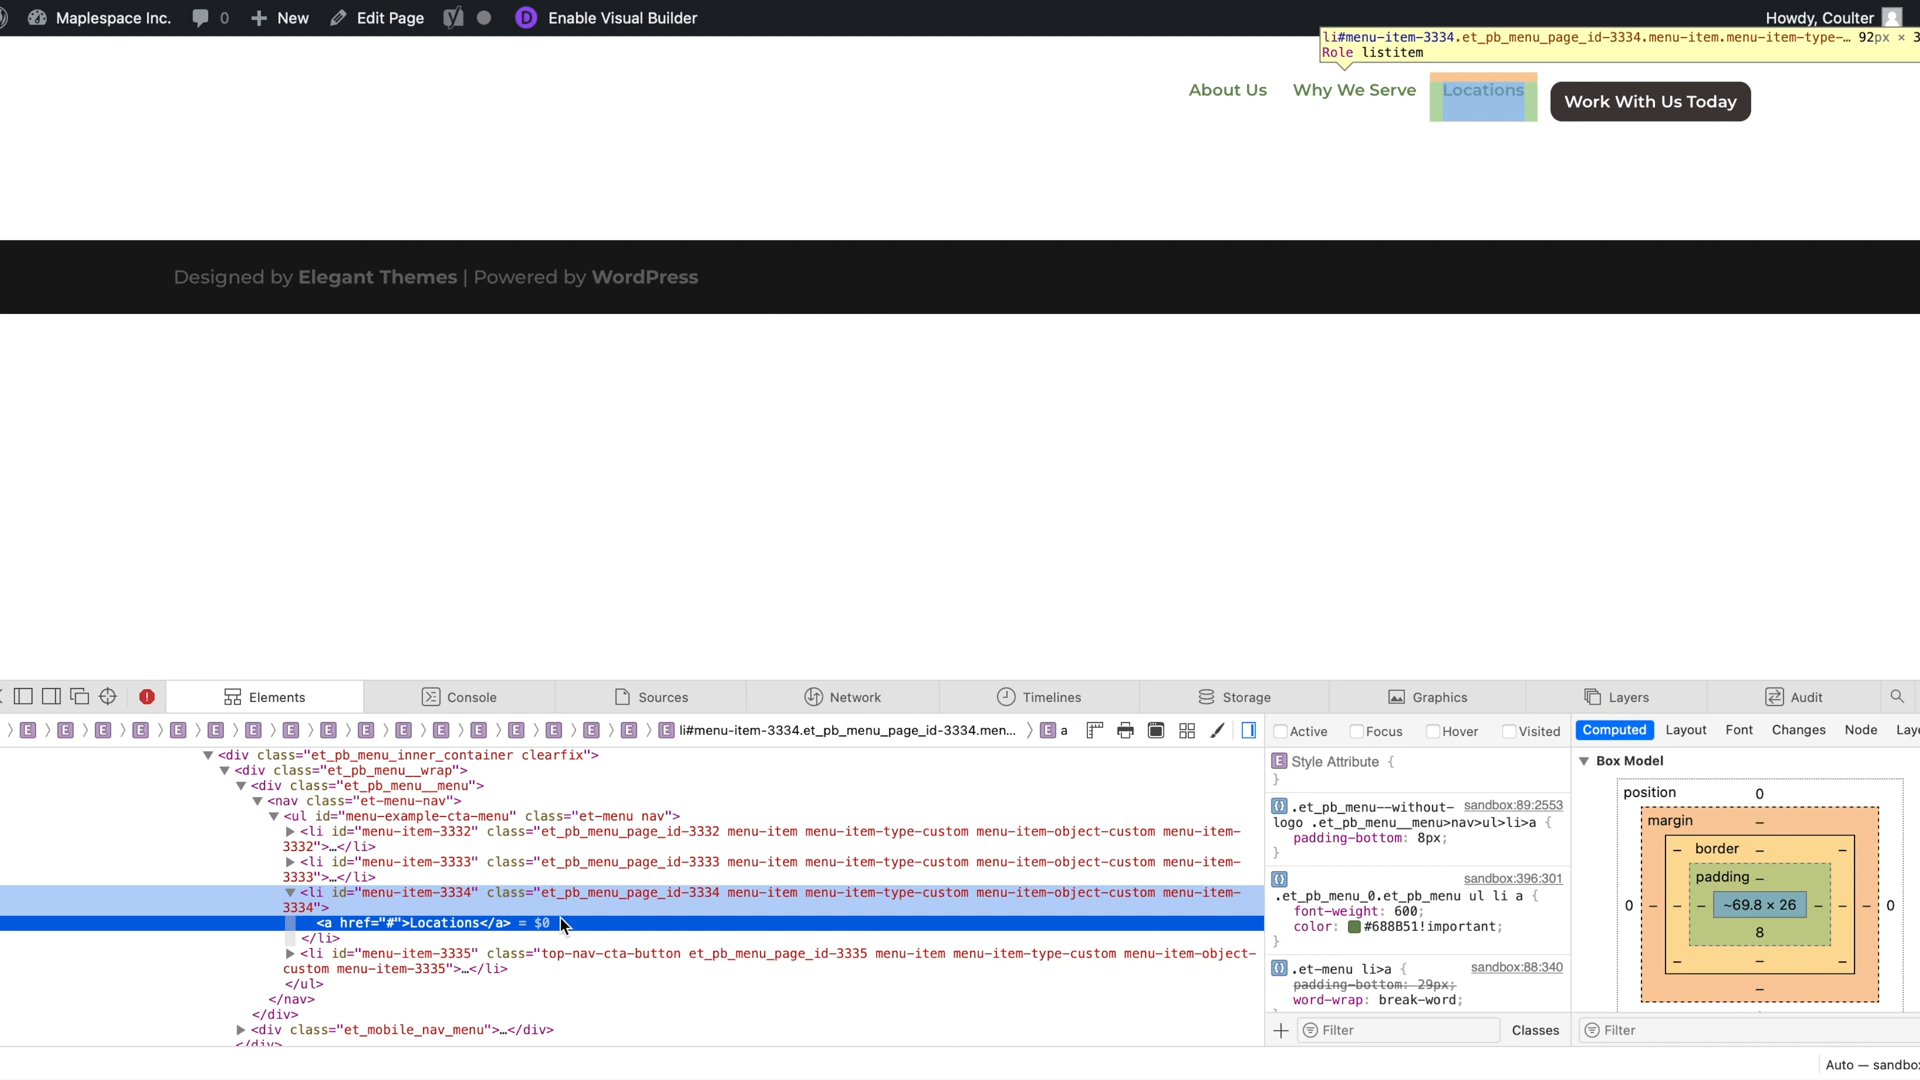 Maplespace Inc. 0 New Edit Page Enable Visual Builder Howdy, Coulter
li#menu-item-3334.et_pb_menu_page_id-3334.menu-item.menu-item-type-… 92px × 3
Role listitem
About Us Why We Serve Locations Work With Us Today
Designed by Elegant Themes | Powered by WordPress
Elements Console Sources Network Timelines Storage Graphics Layers Audit
E E E E E E E E E E E E E E E E E E li#menu-item-3334.et_pb_menu_page_id-3334.men... E a
<div class="et_pb_menu_inner_container clearfix">
<div class="et_pb_menu__wrap">
<div class="et_pb_menu__menu">
<nav class="et-menu-nav">
<ul id="menu-example-cta-menu" class="et-menu nav">
<li id="menu-item-3332" class="et_pb_menu_page_id-3332 menu-item menu-item-type-custom menu-item-object-custom menu-item-
3332">…</li>
<li id="menu-item-3333" class="et_pb_menu_page_id-3333 menu-item menu-item-type-custom menu-item-object-custom menu-item-
3333">…</li>
<li id="menu-item-3334" class="et_pb_menu_page_id-3334 menu-item menu-item-type-custom menu-item-object-custom menu-item-
3334">
<a href="#">Locations</a> = $0
</li>
<li id="menu-item-3335" class="top-nav-cta-button et_pb_menu_page_id-3335 menu-item menu-item-type-custom menu-item-object-
custom menu-item-3335">…</li>
</ul>
</nav>
</div>
<div class="et_mobile_nav_menu">…</div>
</div>
Active Focus Hover Visited
E Style Attribute {
}
.et_pb_menu--without- sandbox:89:2553
logo .et_pb_menu__menu>nav>ul>li>a {
padding-bottom: 8px;
}
sandbox:396:301
.et_pb_menu_0.et_pb_menu ul li a {
font-weight: 600;
color: #688B51!important;
}
.et-menu li>a { sandbox:88:340
padding-bottom: 29px;
word-wrap: break-word;
Filter Classes
Computed Layout Font Changes Node Laye
Box Model
position 0
margin –
– border – –
padding –
0 – – – ~69.8 × 26 – – – 0
8
– – –
–
Filter
Auto — sandbox